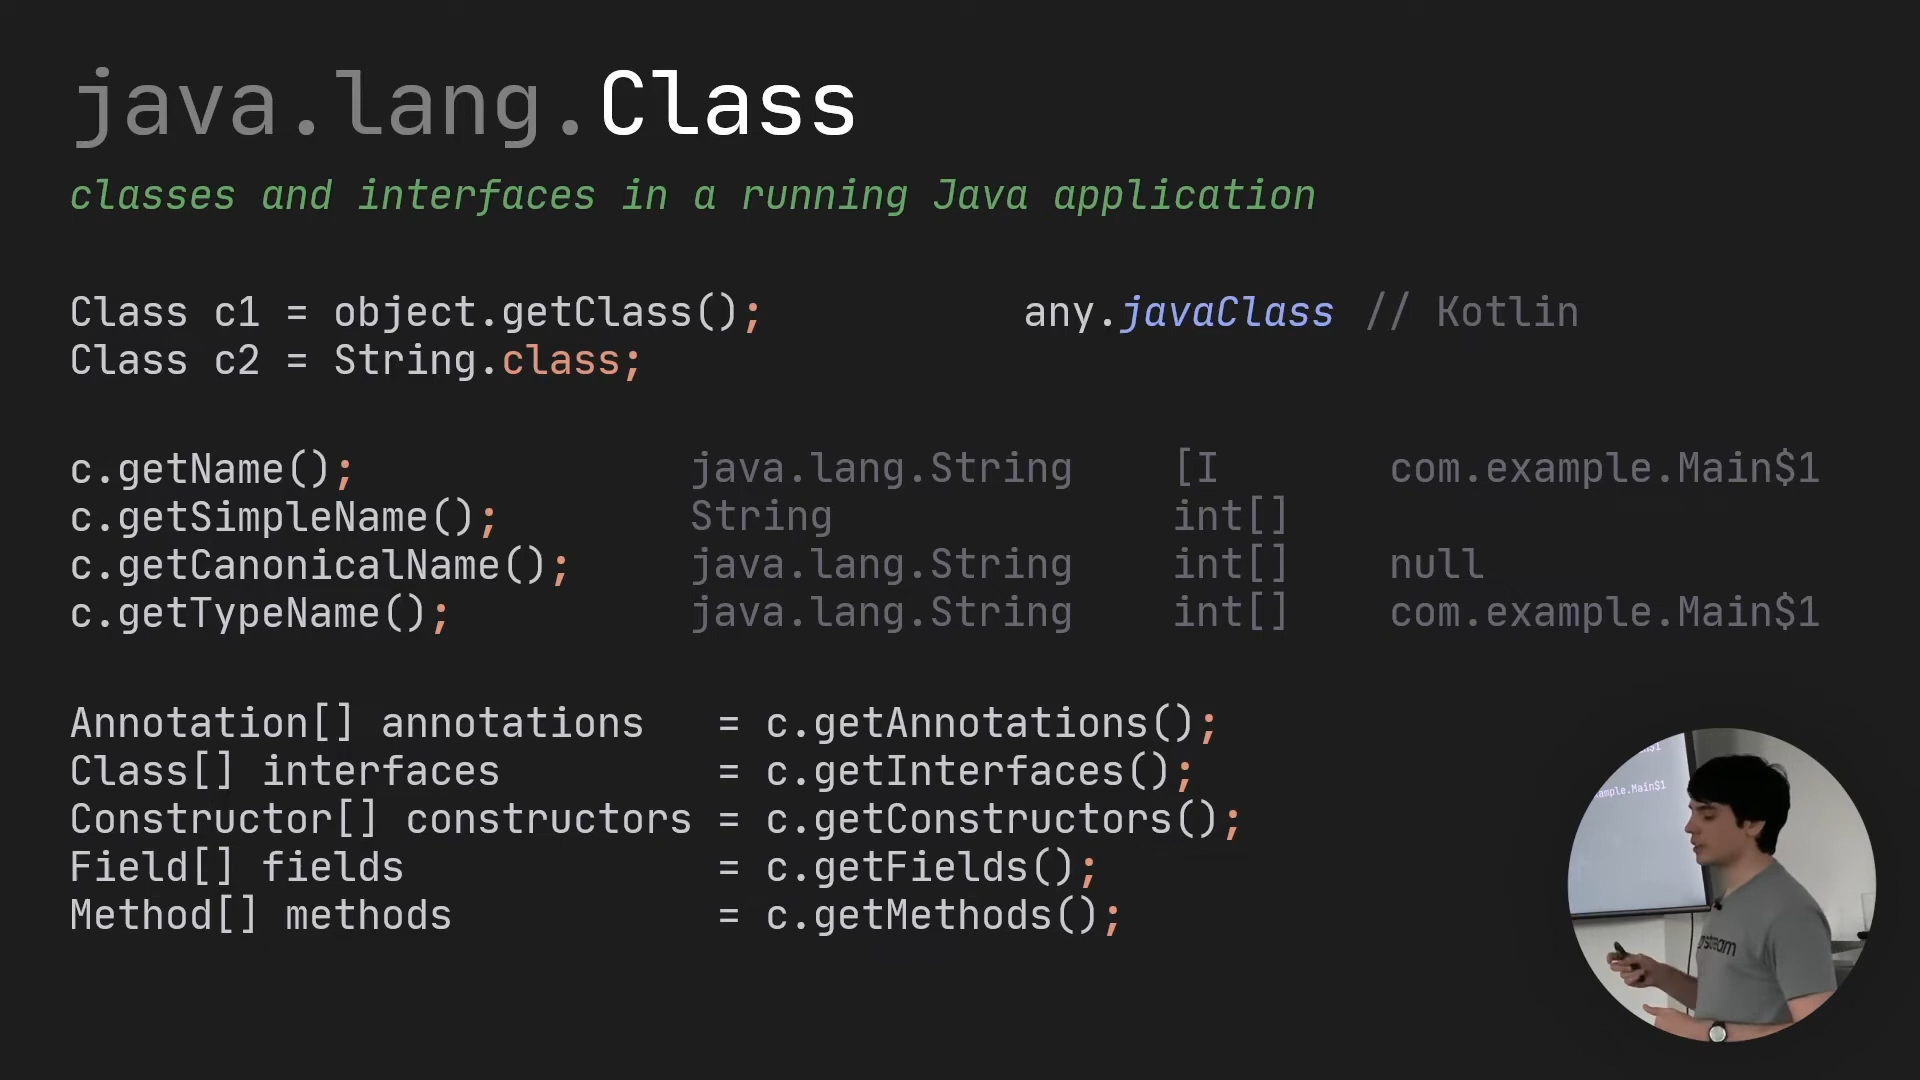 java.lang.Class
classes and interfaces in a running Java application
Class c1 = object.getClass();    any.javaClass // Kotlin
Class c2 = String.class;
c.getName();    java.lang.String    [I    com.example.Main$1
c.getSimpleName();    String    int[]
c.getCanonicalName();    java.lang.String    int[]    null
c.getTypeName();    java.lang.String    int[]    com.example.Main$1
Annotation[] annotations = c.getAnnotations();
Class[] interfaces = c.getInterfaces();
Constructor[] constructors = c.getConstructors();
Field[] fields = c.getFields();
Method[] methods = c.getMethods();